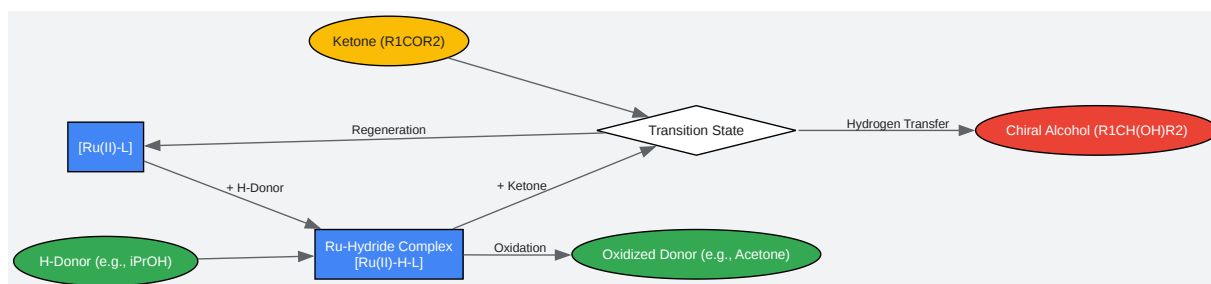 Ketone (R1COR2)
Regeneration
Transition State
Hydrogen Transfer
Chiral Alcohol (R1CH(OH)R2)
[Ru(II)-L]
+ H-Donor
+ Ketone
H-Donor (e.g., iPrOH)
Ru-Hydride Complex
[Ru(II)-H-L]
Oxidation
Oxidized Donor (e.g., Acetone)